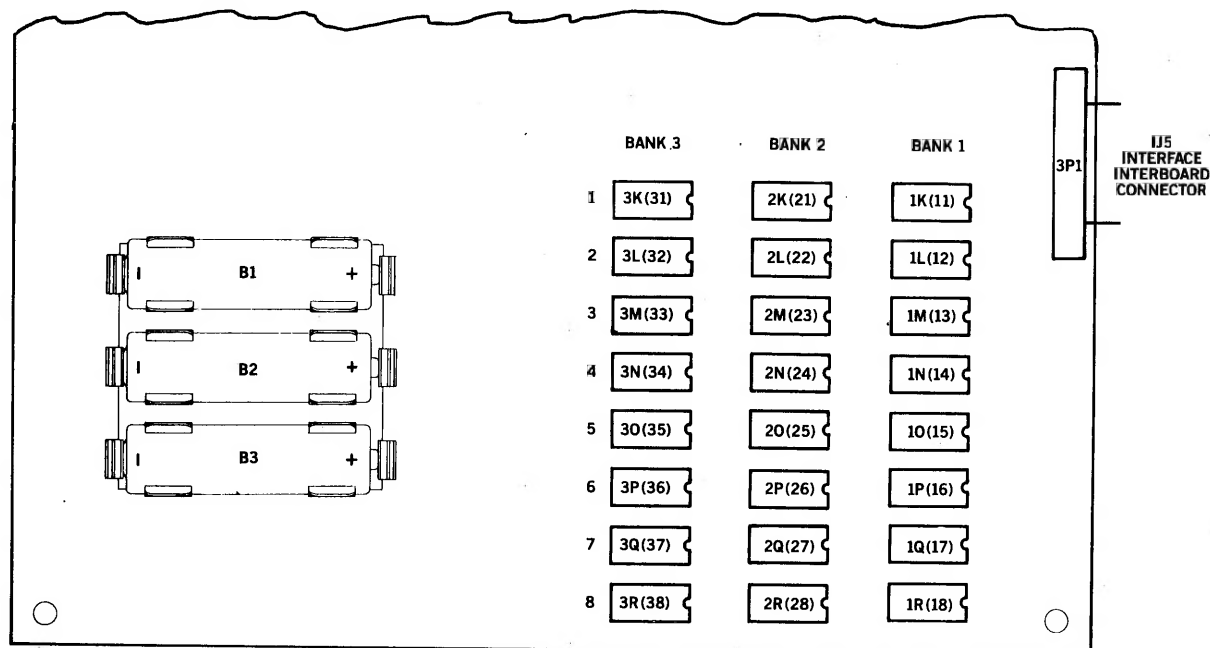 BANK 3 BANK 2 BANK 1
1 3K(31) 2K(21) 1K(11)
2 3L(32) 2L(22) 1L(12)
3 3M(33) 2M(23) 1M(13)
4 3N(34) 2N(24) 1N(14)
5 3O(35) 2O(25) 1O(15)
6 3P(36) 2P(26) 1P(16)
7 3Q(37) 2Q(27) 1Q(17)
8 3R(38) 2R(28) 1R(18)
- B1 +
- B2 +
- B3 +
3P1
1J5
INTERFACE
INTERBOARD
CONNECTOR